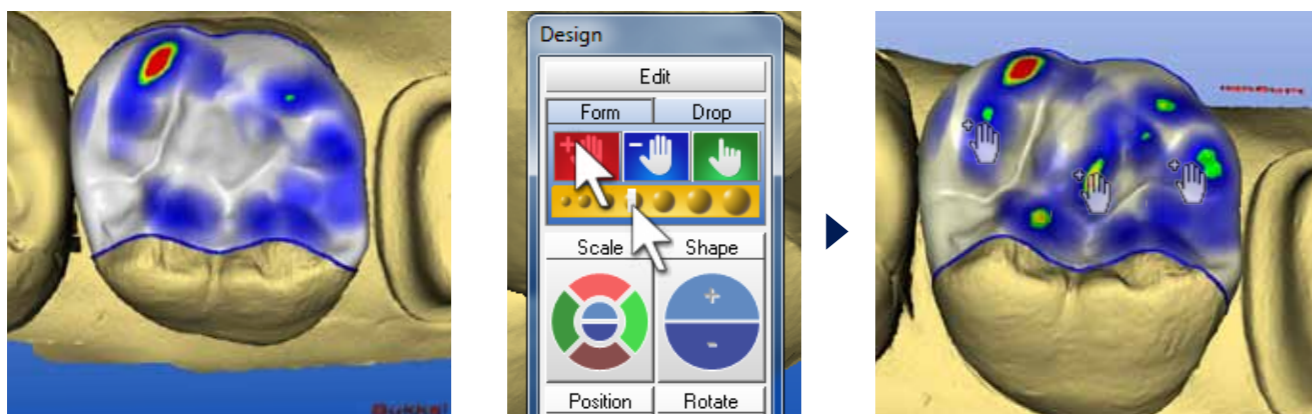 Design
Edit
Form Drop
+ -
Scale Shape
+
-
Position Rotate
+
+
+